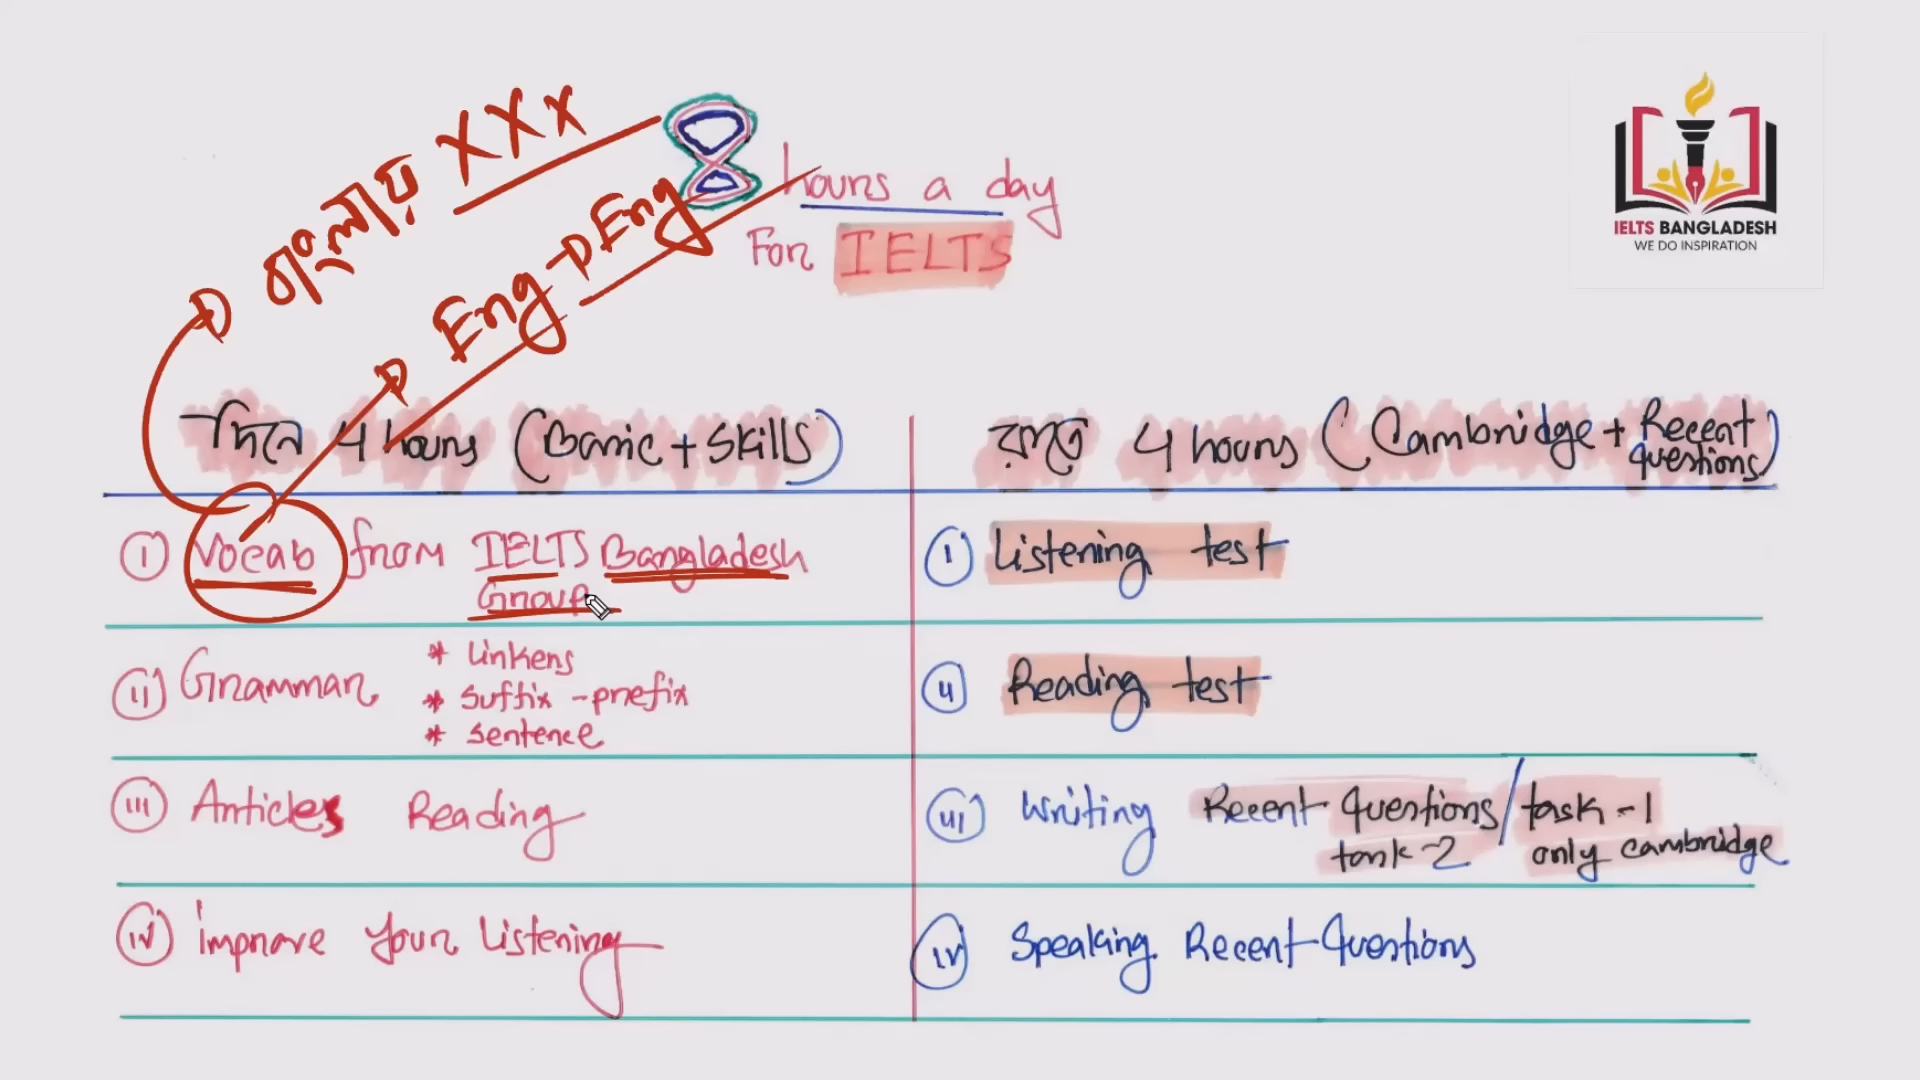 বাংলায় XXX
Eng → Eng
8 hours a day
For IELTS
IELTS BANGLADESH
WE DO INSPIRATION
দিনে 4 hours (Basic + Skills)
রাতে 4 hours (Cambridge + Recent questions)
i Vocab from IELTS Bangladesh Group
i Listening test
ii Grammar * Linkers
* Suffix - prefix
* Sentence
ii Reading test
iii Articles Reading
iii Writing Recent Questions task-2 / task-1 only cambridge
iv Improve Your Listening
iv Speaking Recent Questions